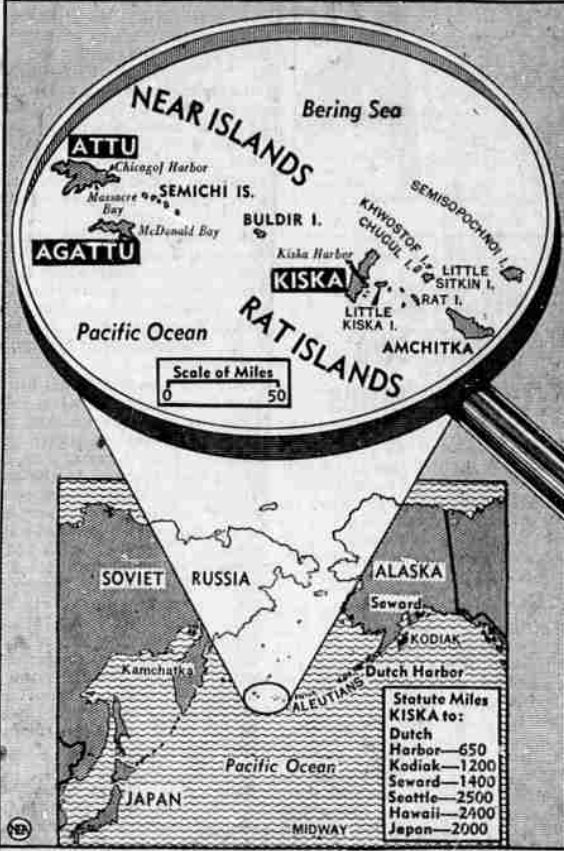 NEAR ISLANDS
Bering Sea
ATTU
Chicagof Harbor
Massacre
Bay
SEMICHI IS.
McDonald Bay
AGATTU
BULDIR I.
Kiska Harbor
KISKA
LITTLE
KISKA I.
KHWOSTOF I.
CHUGUL I.
SEMISOPOCHNOI I.
LITTLE
SITKIN I.
RAT I.
AMCHITKA
RAT ISLANDS
Pacific Ocean
Scale of Miles
0 50
SOVIET RUSSIA
ALASKA
Seward
KODIAK
Kamchatka
Dutch Harbor
ALEUTIANS
Pacific Ocean
JAPAN
MIDWAY
Statute Miles
KISKA to:
Dutch
Harbor—650
Kodiak—1200
Seward—1400
Seattle—2500
Hawaii—2400
Japan—2000
NEA